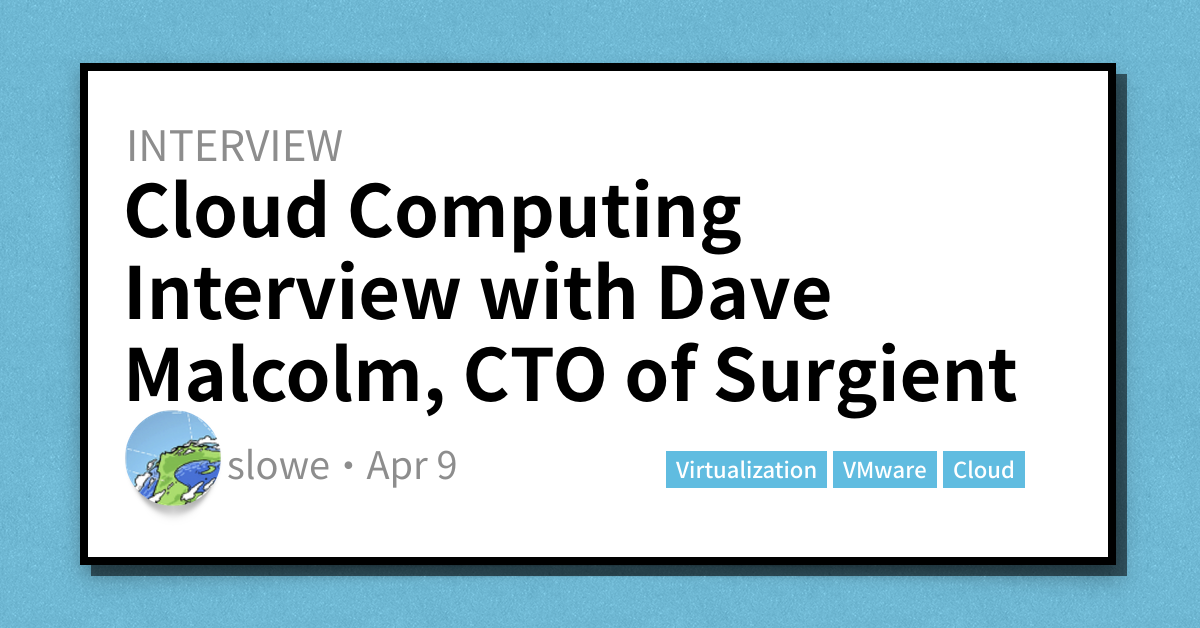 INTERVIEW
Cloud Computing
Interview with Dave
Malcolm, CTO of Surgient
slowe • Apr 9
Virtualization VMware Cloud